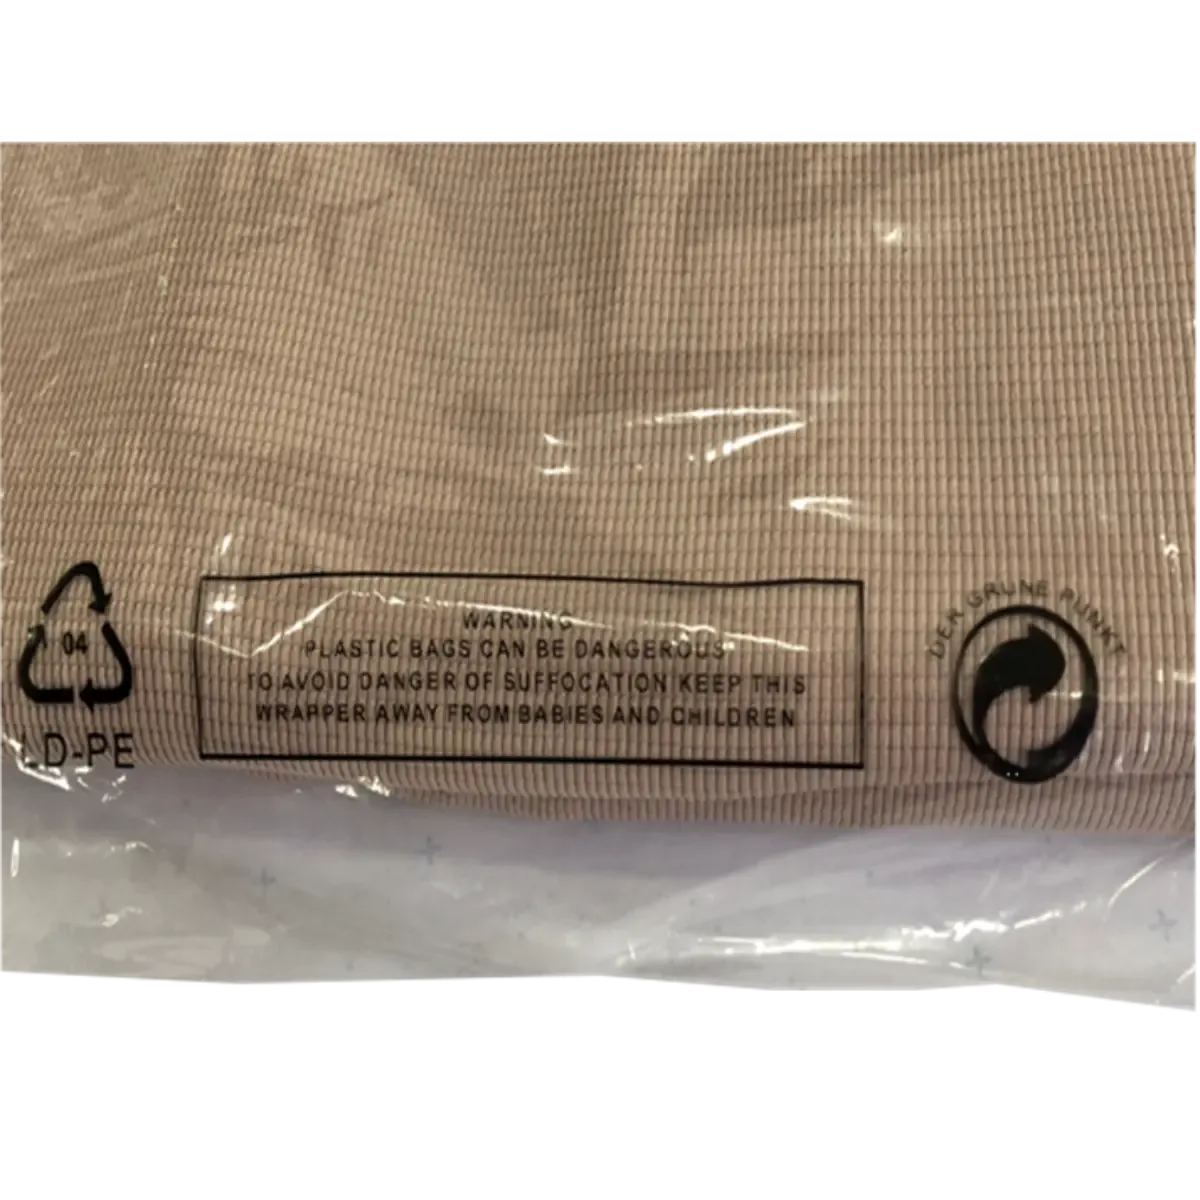 04
LD-PE
WARNING
PLASTIC BAGS CAN BE DANGEROUS
TO AVOID DANGER OF SUFFOCATION KEEP THIS
WRAPPER AWAY FROM BABIES AND CHILDREN
DER GRÜNE PUNKT